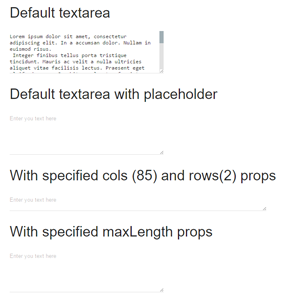 Default textarea
Lorem ipsum dolor sit amet, consectetur
adipiscing elit. In a accumsan dolor. Nullam in
euismod risus.
Integer finibus tellus porta tristique
tincidunt. Mauris ac velit a nulla ultricies
aliquet vitae facilisis lectus. Praesent eget
Default textarea with placeholder
Enter you text here
With specified cols (85) and rows(2) props
Enter you text here
With specified maxLength props
Enter you text here